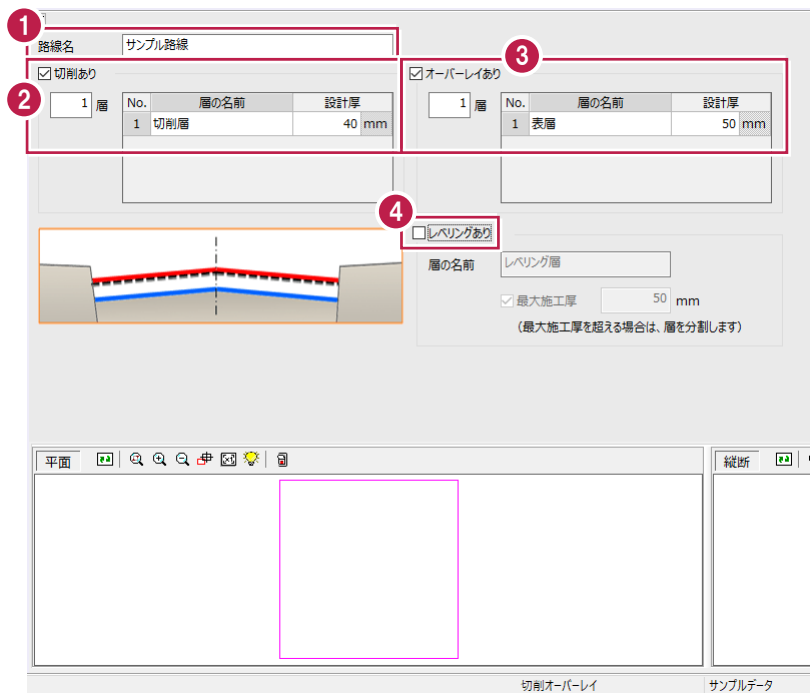 1
路線名 サンプル路線
2
切削あり
1 層
No. 層の名前 設計厚
1 切削層 40 mm
3
オーバーレイあり
1 層
No. 層の名前 設計厚
1 表層 50 mm
4
レベリングあり
層の名前 レベリング層
最大施工厚 50 mm
(最大施工厚を超える場合は、層を分割します)
平面
縦断
切削オーバーレイ サンプルデータ